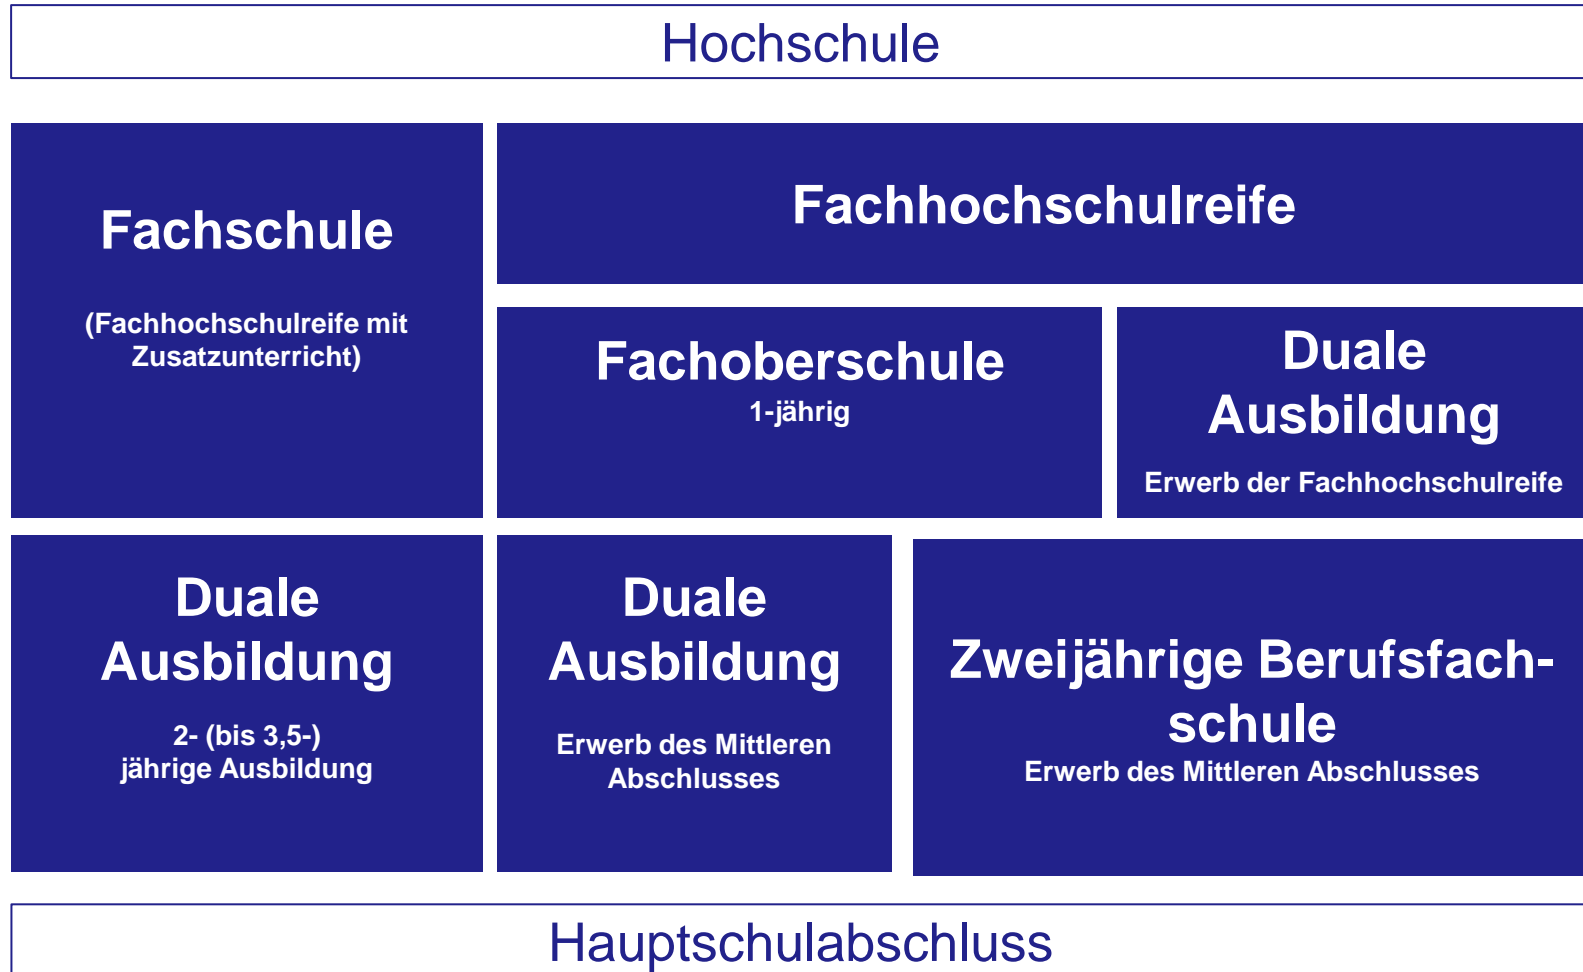 Hochschule
Fachschule
(Fachhochschulreife mit
Zusatzunterricht)
Fachhochschulreife
Fachoberschule
1-jährig
Duale
Ausbildung
Erwerb der Fachhochschulreife
Duale
Ausbildung
2- (bis 3,5-)
jährige Ausbildung
Duale
Ausbildung
Erwerb des Mittleren
Abschlusses
Zweijährige Berufsfach-
schule
Erwerb des Mittleren Abschlusses
Hauptschulabschluss